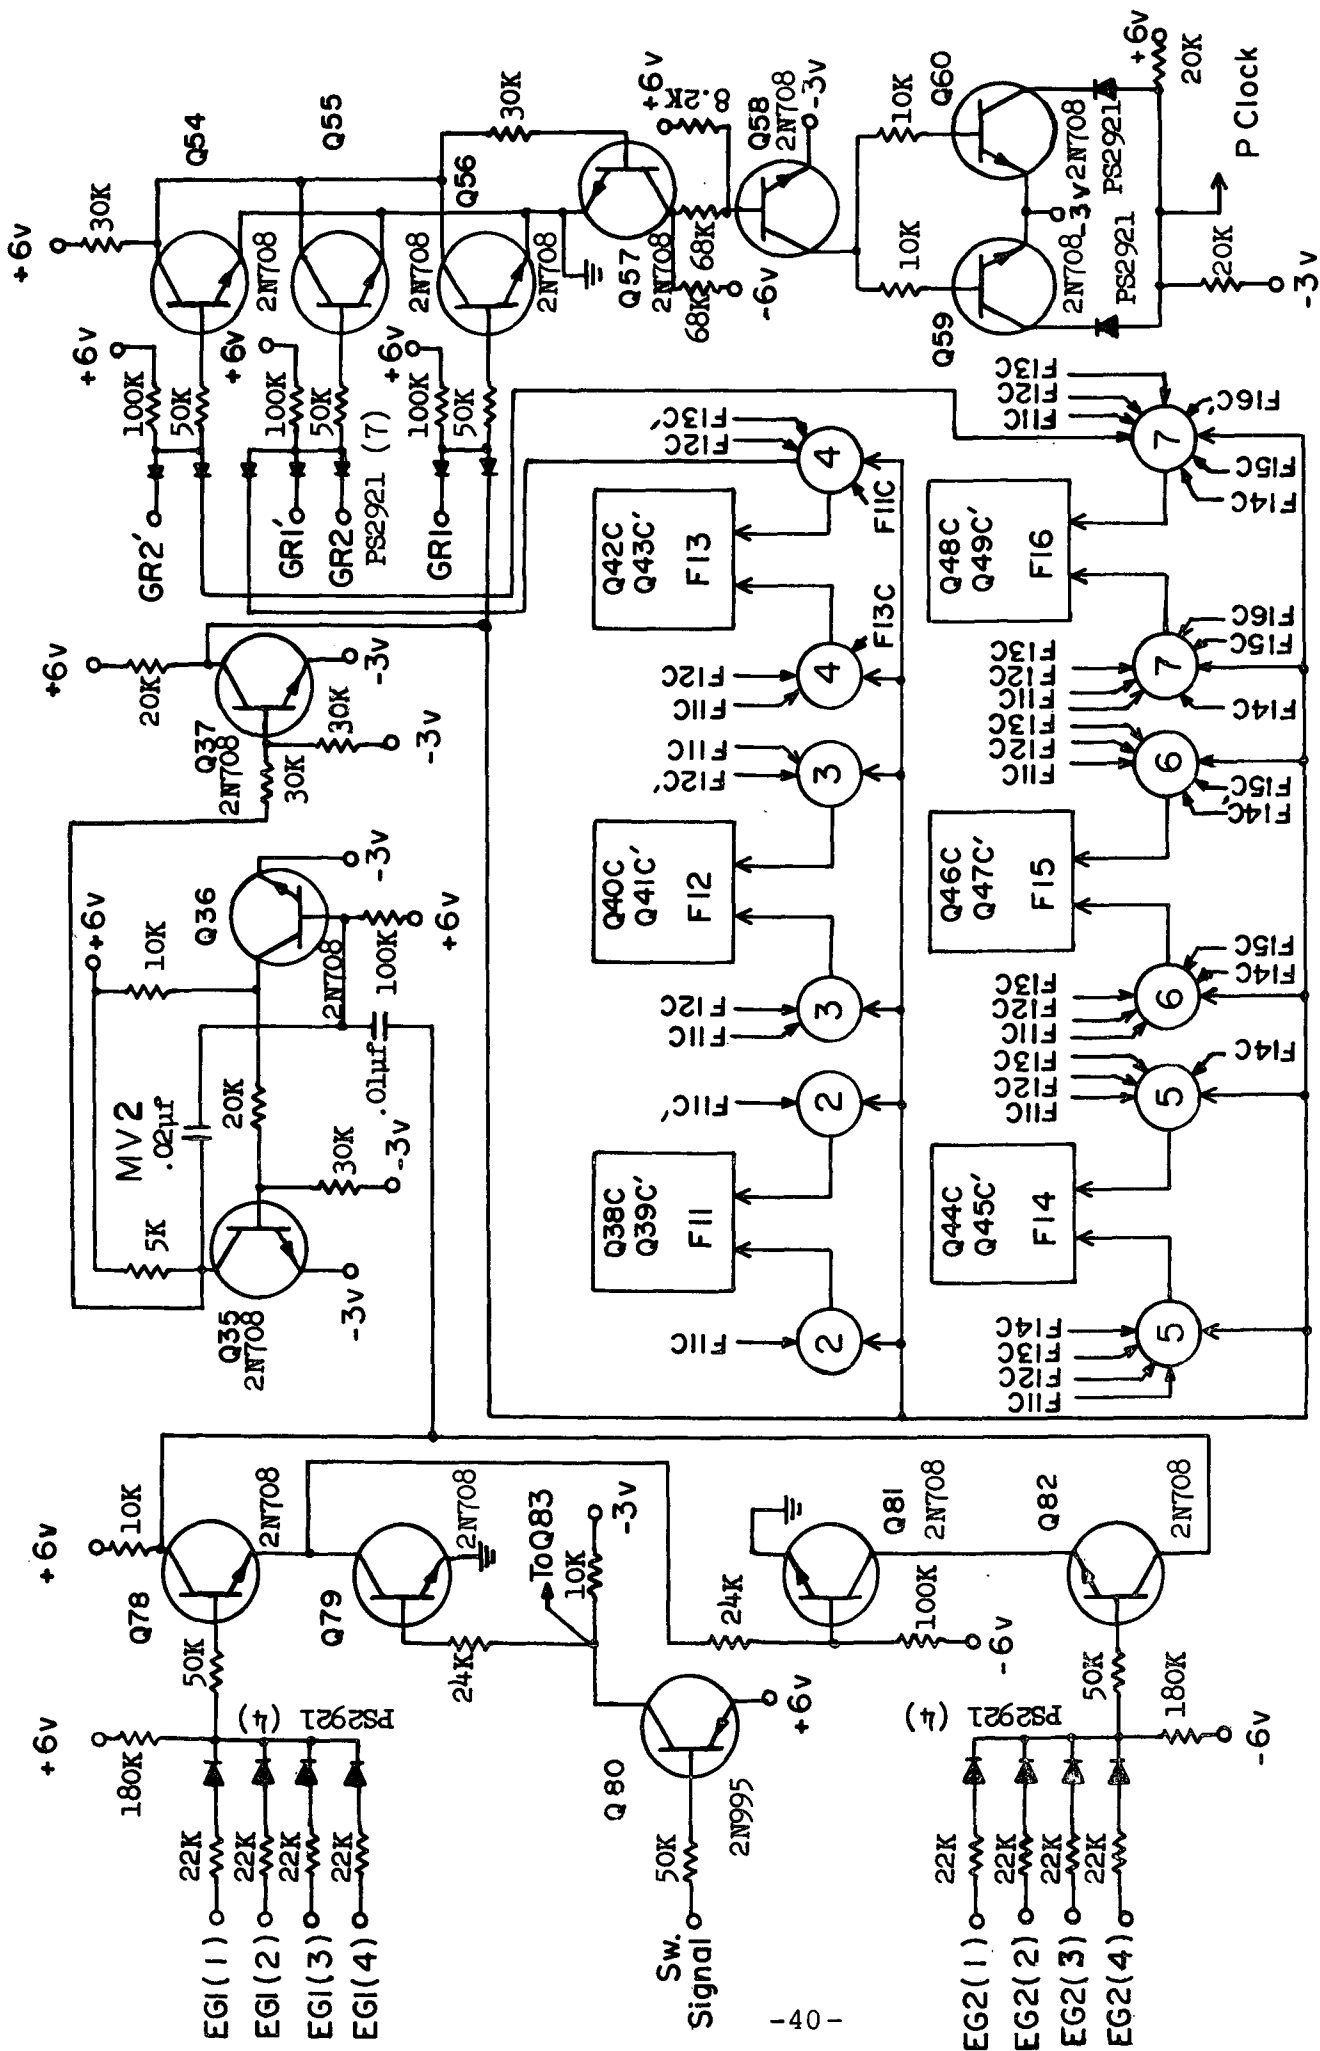 +6v
180K
22K
22K
22K
22K
PS2921 (4)
EG1(1)
EG1(2)
EG1(3)
EG1(4)
50K
+6v
10K
Q78
2N708
Q79
2N708
24K
To Q83
10K
-3v
Sw.
Signal
50K
Q80
2N995
+6v
24K
100K
-6v
Q81
2N708
Q82
2N708
50K
180K
-6v
PS2921 (4)
22K
22K
22K
22K
EG2(1)
EG2(2)
EG2(3)
EG2(4)
MV2
.02µf
5K
Q35
2N708
-3v
20K
30K
-3v
+6v
10K
Q36
2N708
-3v
100K
+6v
.01µf
+6v
20K
Q37
2N708
30K
30K
-3v
-3v
GR2'
GR1'
GR2
PS2921 (7)
GR1
+6v
100K
50K
+6v
100K
50K
+6v
100K
50K
+6v
30K
Q54
2N708
Q55
2N708
Q56
2N708
30K
Q57
2N708
68K
-6v
68K
+6v
8.2K
Q58
2N708
-3v
10K
10K
Q59
2N708
Q60
2N708
-3v
PS2921
PS2921
+6v
20K
20K
-3v
P Clock
Q38C
Q39C'
F11
F11C
2
F11C'
2
Q40C
Q41C'
F12
F11C
F12C
3
F12C'
F11C
3
Q42C
Q43C'
F13
F11C
F12C
F13C
4
F12C
F13C'
F11C
4
Q44C
Q45C'
F14
F11C
F12C
F13C
F14C
5
F11C
F12C
F13C
F14C
5
Q46C
Q47C'
F15
F11C
F12C
F13C
F14C
F15C
6
F11C
F12C
F13C
F14C'
F15C'
6
Q48C
Q49C'
F16
F11C
F12C
F13C
F14C
F15C
F16C
7
F11C
F12C
F13C
F14C
F15C
F16C'
7
-40-